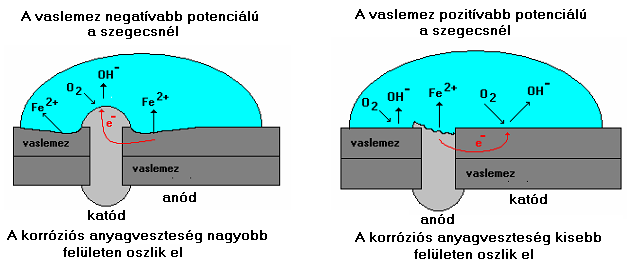 A vaslemez negatívabb potenciálú
a szegecsnél
O2
OH-
Fe2+
Fe2+
e-
vaslemez
vaslemez
anód
katód
A korróziós anyagveszteség nagyobb
felületen oszlik el
A vaslemez pozitívabb potenciálú
a szegecsnél
O2
OH-
Fe2+
O2
OH-
e-
vaslemez
vaslemez
katód
anód
A korróziós anyagveszteség kisebb
felületen oszlik el